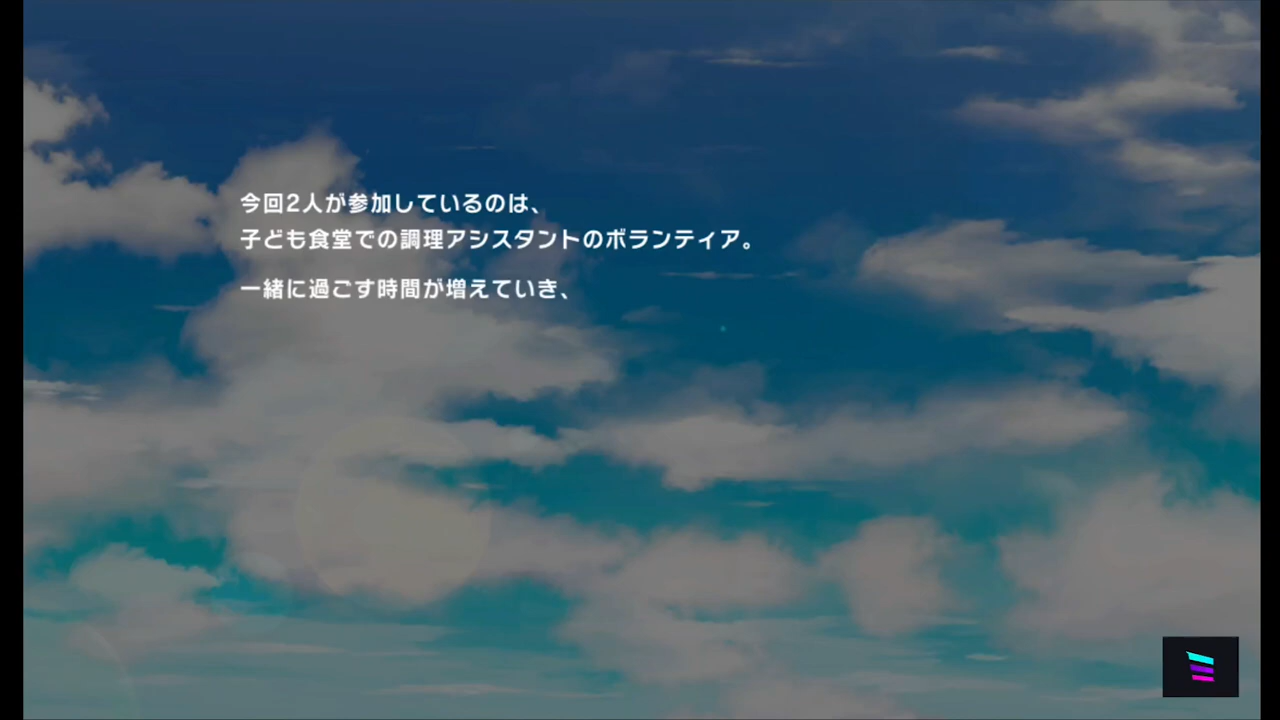 今回2人が参加しているのは、
子ども食堂での調理アシスタントのボランティア。
一緒に過ごす時間が増えていき、